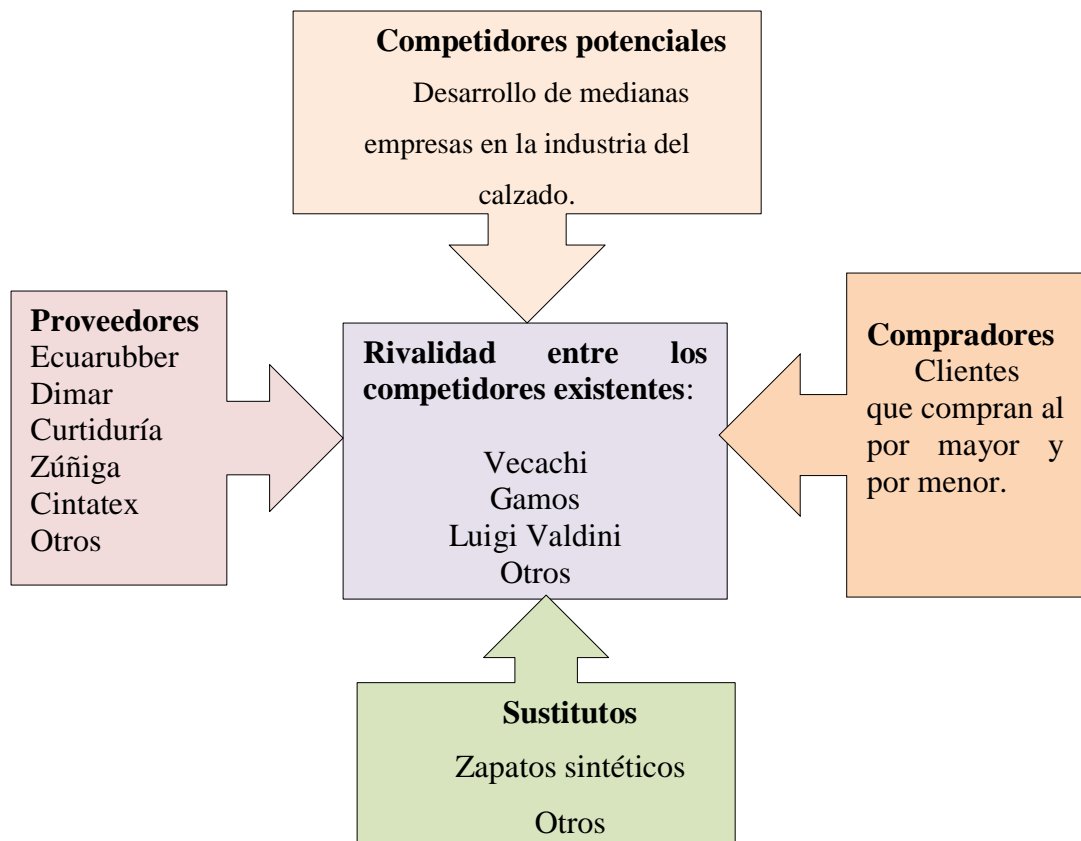 Competidores potenciales
Desarrollo de medianas
empresas en la industria del
calzado.
Proveedores
Ecuarubber
Dimar
Curtiduría
Zúñiga
Cintatex
Otros
Rivalidad entre los
competidores existentes:
Vecachi
Gamos
Luigi Valdini
Otros
Compradores
Clientes
que compran al
por mayor y
por menor.
Sustitutos
Zapatos sintéticos
Otros